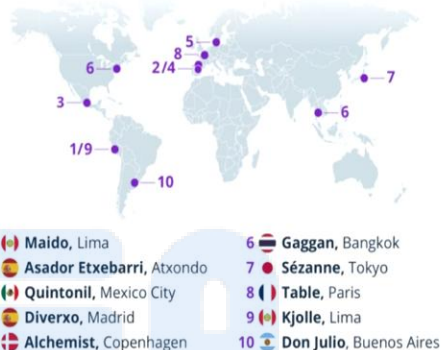 5
8
6
2/4
7
3
6
1/9
10
Maido, Lima
Asador Etxebarri, Atxondo
Quintonil, Mexico City
Diverxo, Madrid
Alchemist, Copenhagen
6 Gaggan, Bangkok
7 Sézanne, Tokyo
8 Table, Paris
9 Kjolle, Lima
10 Don Julio, Buenos Aires